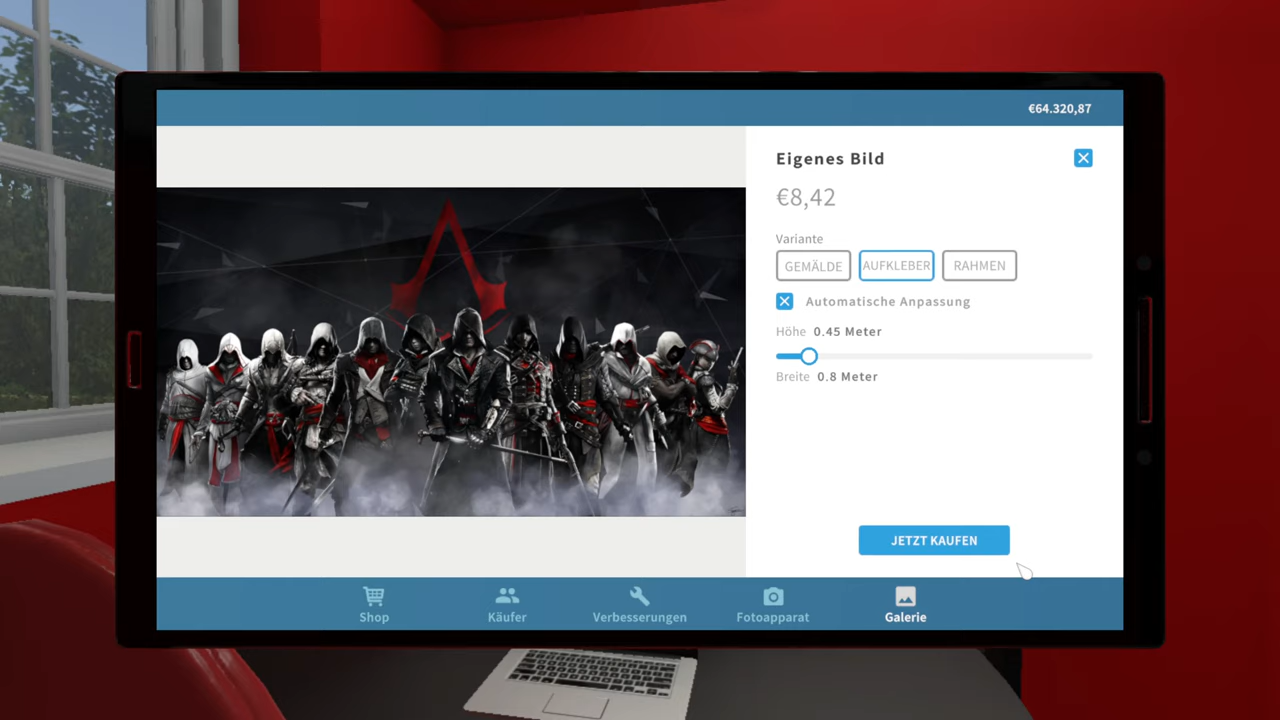 €64.320,87
Eigenes Bild
€8,42
Variante
GEMÄLDE AUFKLEBER RAHMEN
Automatische Anpassung
Höhe 0.45 Meter
Breite 0.8 Meter
JETZT KAUFEN
Shop Käufer Verbesserungen Fotoapparat Galerie